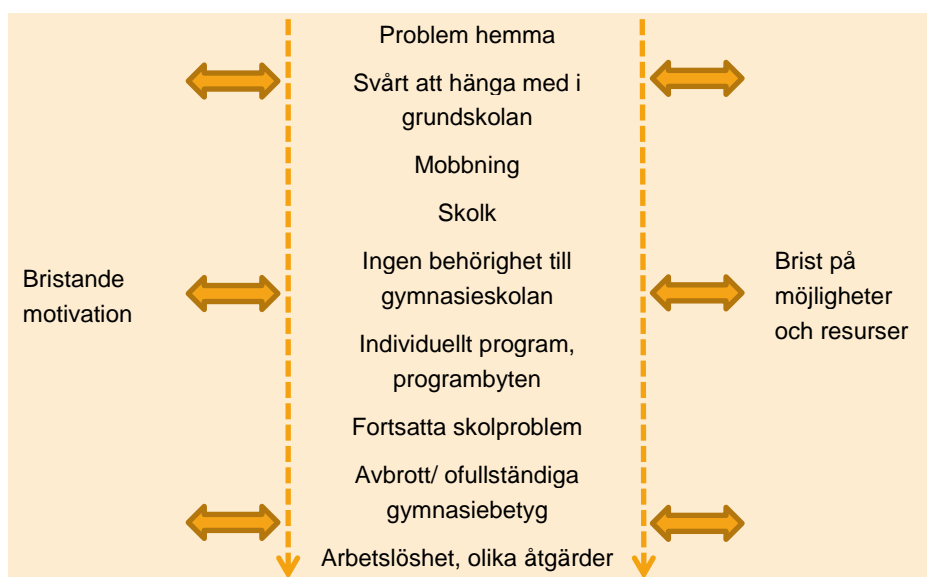 Problem hemma
Svårt att hänga med i
grundskolan
Mobbning
Skolk
Ingen behörighet till
gymnasieskolan
Individuellt program,
programbyten
Fortsatta skolproblem
Avbrott/ ofullständiga
gymnasiebetyg
Arbetslöshet, olika åtgärder
Bristande
motivation
Brist på
möjligheter
och resurser